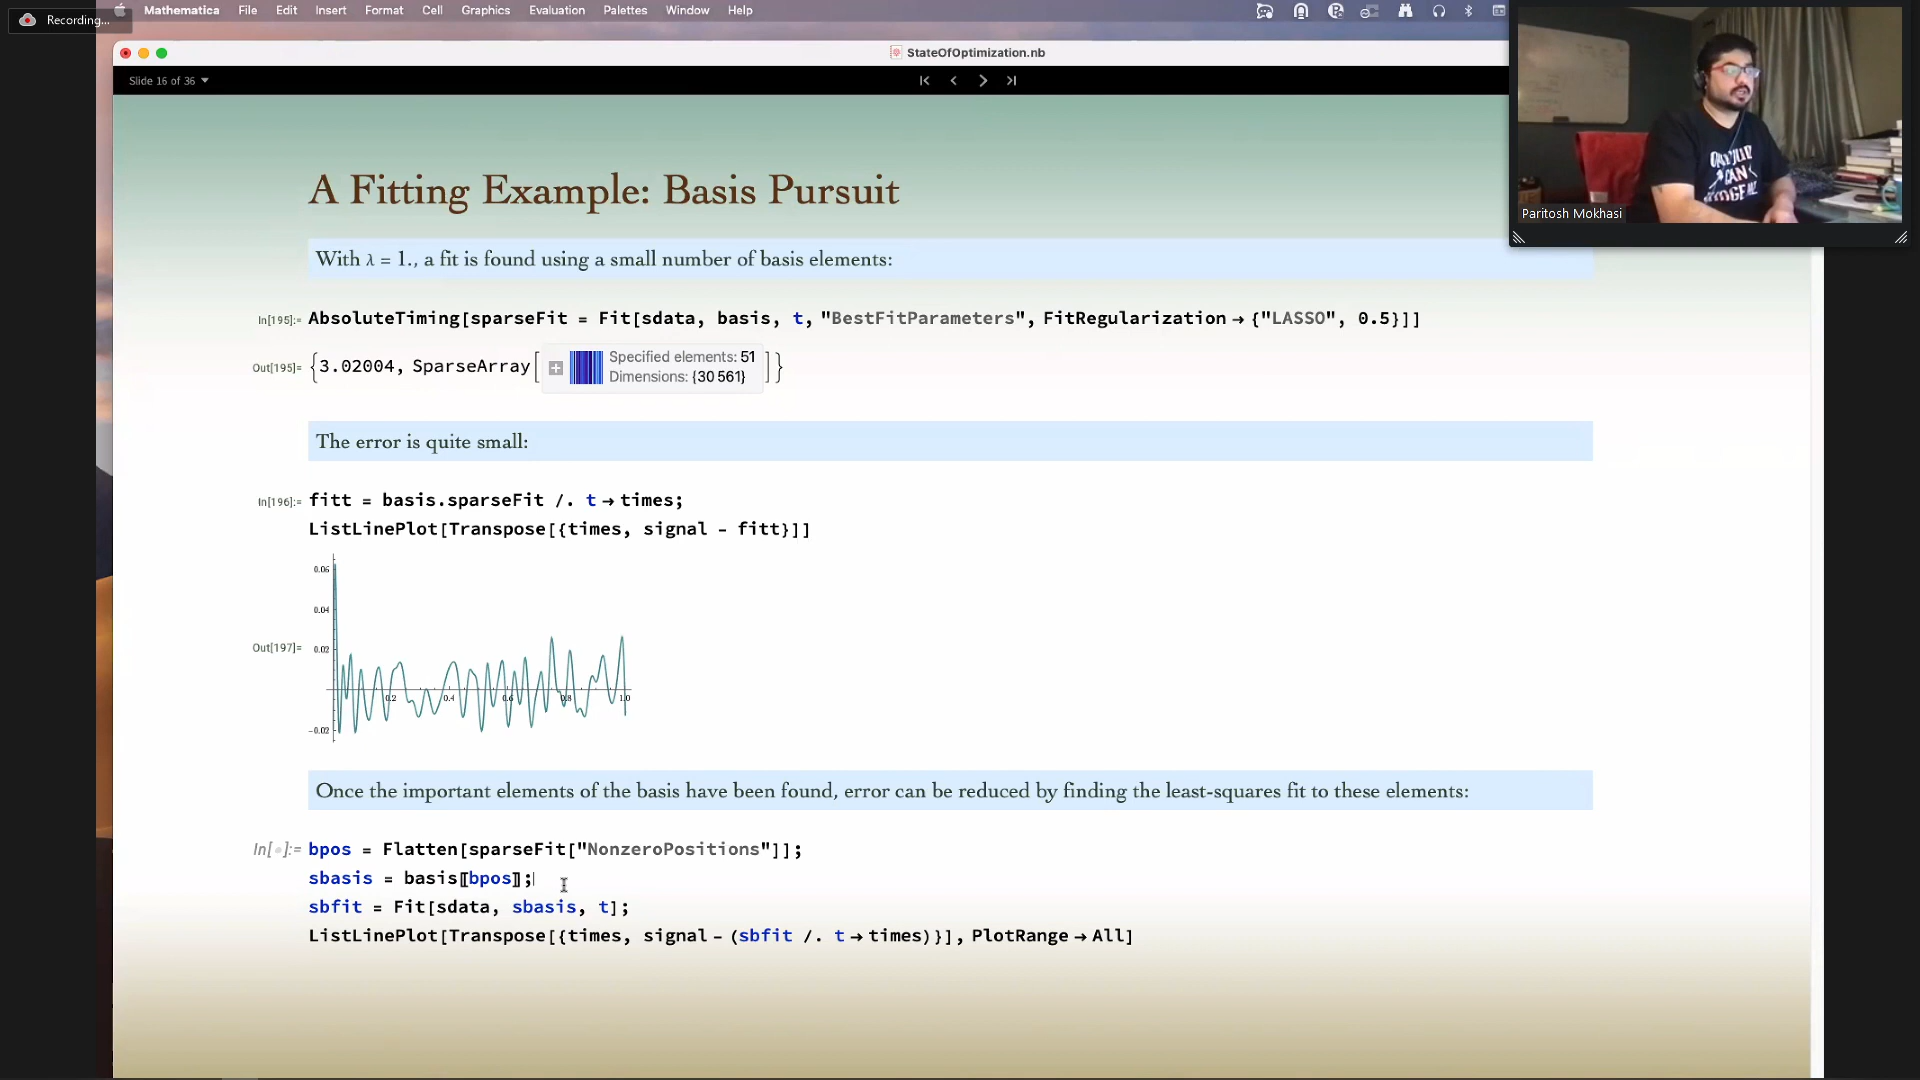 Recording...
Mathematica File Edit Insert Format Cell Graphics Evaluation Palettes Window Help
StateOfOptimization.nb
Slide 16 of 36
Paritosh Mokhasi
A Fitting Example: Basis Pursuit
With λ = 1., a fit is found using a small number of basis elements:
In[195]:= AbsoluteTiming[sparseFit = Fit[sdata, basis, t, "BestFitParameters", FitRegularization → {"LASSO", 0.5}]]
Out[195]= {3.02004, SparseArray[ Specified elements: 51
Dimensions: {30 561} ]}
The error is quite small:
In[196]:= fitt = basis.sparseFit /. t → times;
ListLinePlot[Transpose[{times, signal - fitt}]]
Out[197]=
0.06
0.04
0.02
-0.02
0.2 0.4 0.6 0.8 1.0
Once the important elements of the basis have been found, error can be reduced by finding the least-squares fit to these elements:
In[•]:= bpos = Flatten[sparseFit["NonzeroPositions"]];
sbasis = basis〚bpos〛;
sbfit = Fit[sdata, sbasis, t];
ListLinePlot[Transpose[{times, signal - (sbfit /. t → times)}], PlotRange → All]